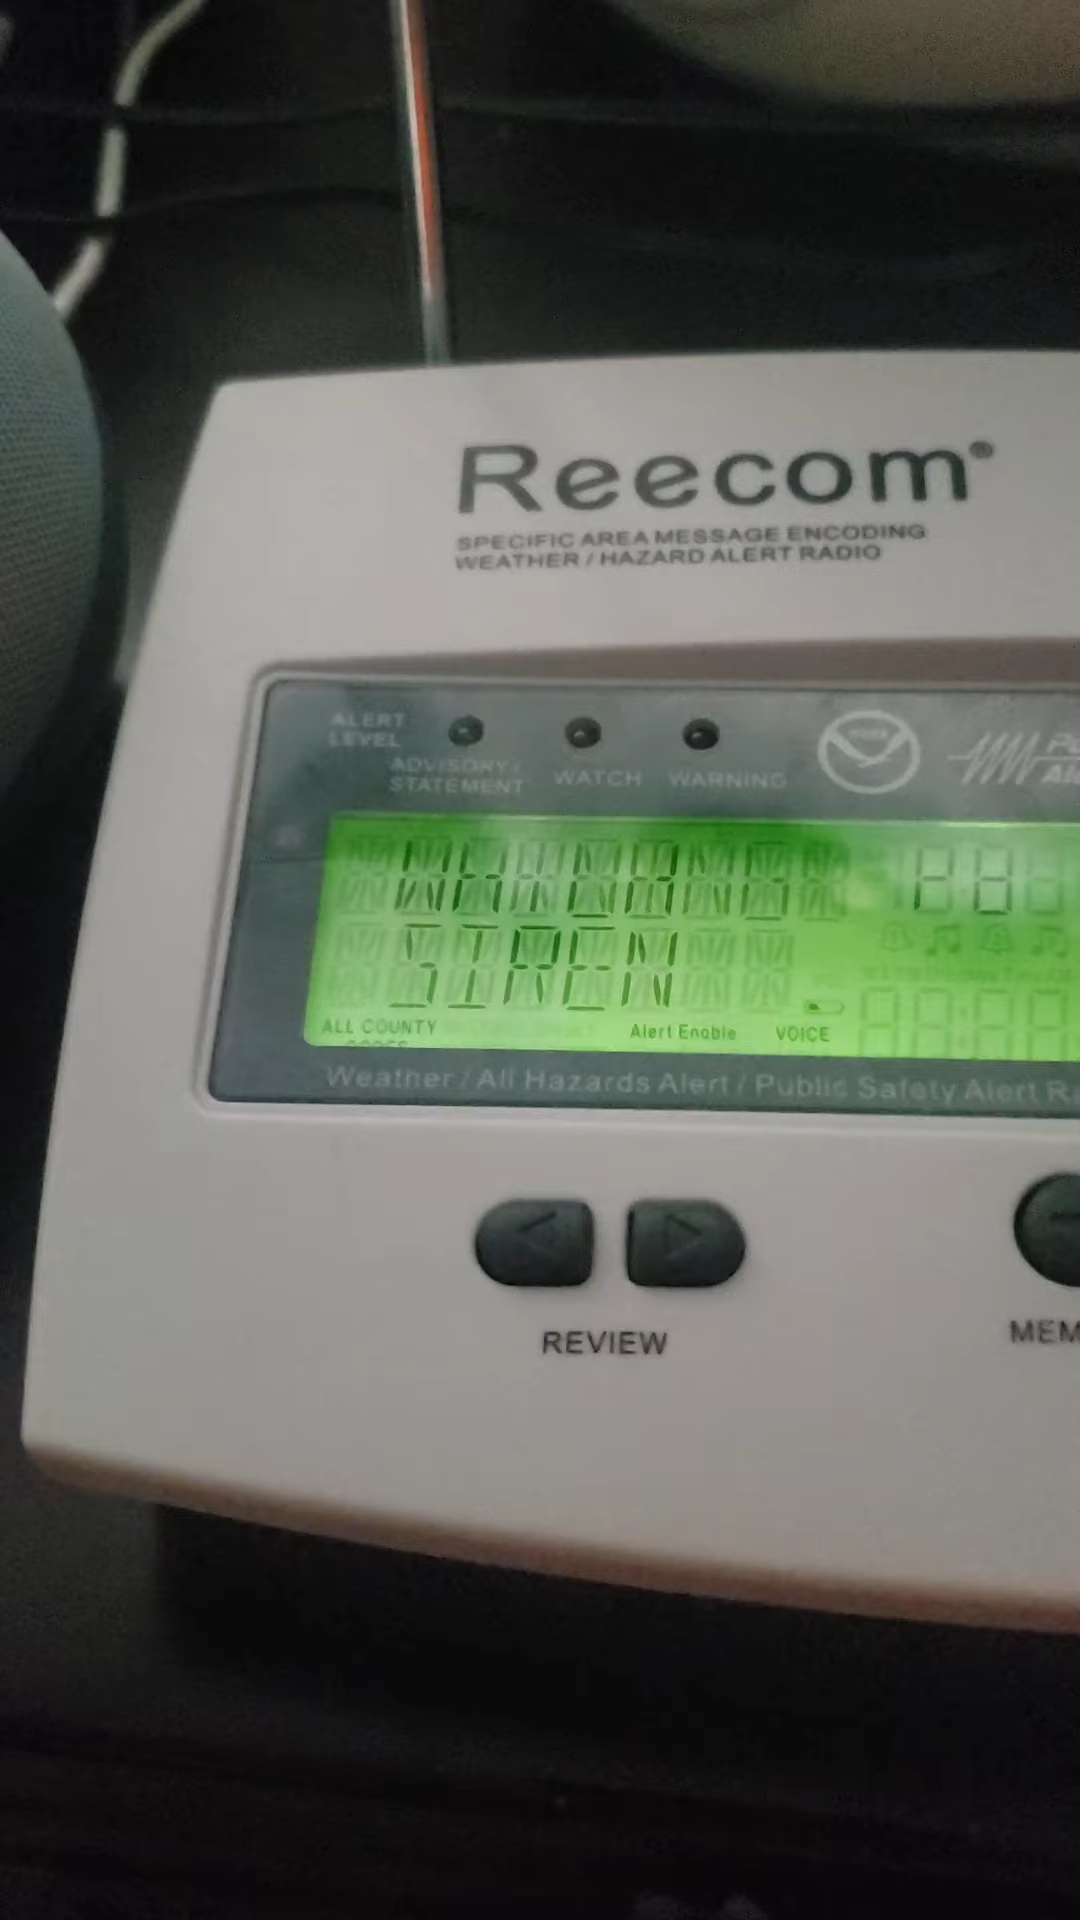 Reecom®
SPECIFIC AREA MESSAGE ENCODING
WEATHER / HAZARD ALERT RADIO
ALERT
LEVEL
ADVISORY /
STATEMENT
WATCH
WARNING
SIREN
ALL COUNTY
Alert Enable
VOICE
Weather / All Hazards Alert / Public Safety Alert
REVIEW